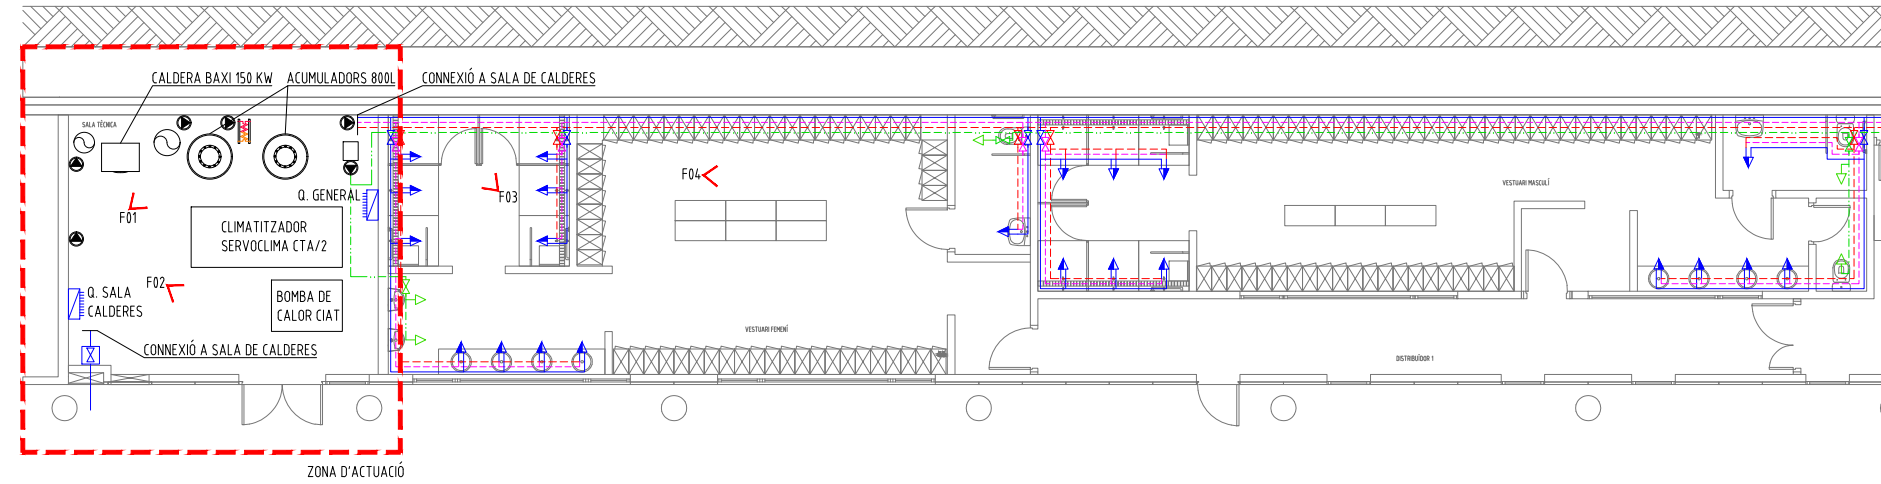 CALDERA BAXI 150 KW
ACUMULADORS 800L
CONNEXIÓ A SALA DE CALDERES
SALA TÈCNICA
F01
Q. GENERAL
CLIMATITZADOR
SERVOCLIMA CTA/2
F02
Q. SALA
CALDERES
BOMBA DE
CALOR CIAT
CONNEXIÓ A SALA DE CALDERES
F03
F04
VESTUARI FEMENÍ
VESTUARI MASCULÍ
DISTRIBUÏDOR 1
ZONA D'ACTUACIÓ